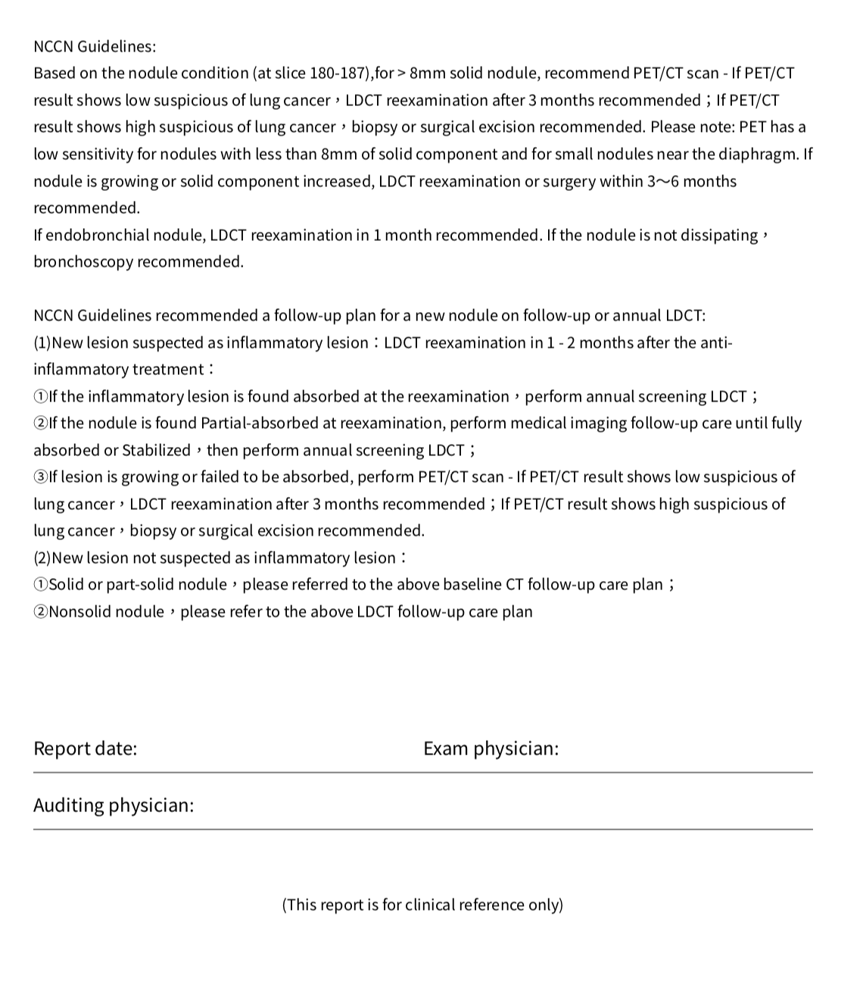 NCCN Guidelines:
Based on the nodule condition (at slice 180-187),for > 8mm solid nodule, recommend PET/CT scan - If PET/CT
result shows low suspicious of lung cancer，LDCT reexamination after 3 months recommended；If PET/CT
result shows high suspicious of lung cancer，biopsy or surgical excision recommended. Please note: PET has a
low sensitivity for nodules with less than 8mm of solid component and for small nodules near the diaphragm. If
nodule is growing or solid component increased, LDCT reexamination or surgery within 3～6 months
recommended.
If endobronchial nodule, LDCT reexamination in 1 month recommended. If the nodule is not dissipating，
bronchoscopy recommended.
NCCN Guidelines recommended a follow-up plan for a new nodule on follow-up or annual LDCT:
(1)New lesion suspected as inflammatory lesion：LDCT reexamination in 1 - 2 months after the anti-
inflammatory treatment：
①If the inflammatory lesion is found absorbed at the reexamination，perform annual screening LDCT；
②If the nodule is found Partial-absorbed at reexamination, perform medical imaging follow-up care until fully
absorbed or Stabilized，then perform annual screening LDCT；
③If lesion is growing or failed to be absorbed, perform PET/CT scan - If PET/CT result shows low suspicious of
lung cancer，LDCT reexamination after 3 months recommended；If PET/CT result shows high suspicious of
lung cancer，biopsy or surgical excision recommended.
(2)New lesion not suspected as inflammatory lesion：
①Solid or part-solid nodule，please referred to the above baseline CT follow-up care plan；
②Nonsolid nodule，please refer to the above LDCT follow-up care plan
Report date: Exam physician:
Auditing physician:
(This report is for clinical reference only)